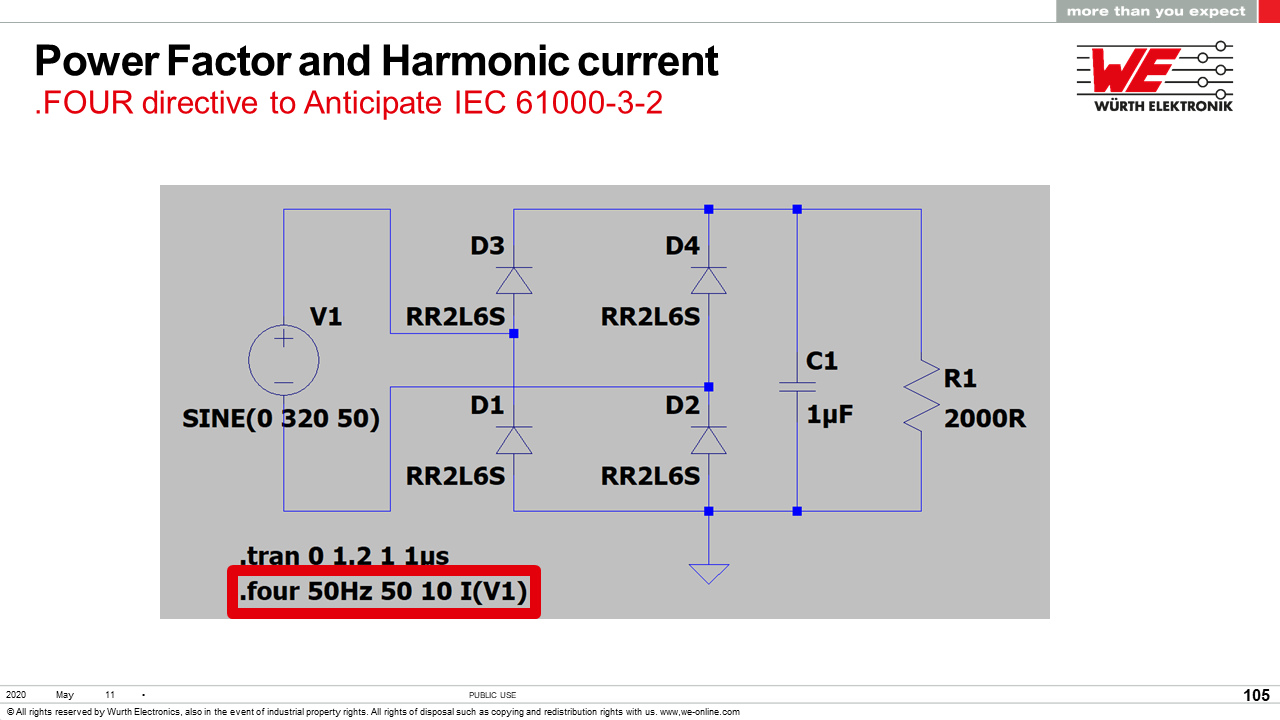 more than you expect
Power Factor and Harmonic current
.FOUR directive to Anticipate IEC 61000-3-2
WE
WÜRTH ELEKTRONIK
D3
D4
V1
RR2L6S
RR2L6S
C1
R1
SINE(0 320 50)
D1
D2
1µF
2000R
RR2L6S
RR2L6S
.tran 0 1.2 1 1µs
.four 50Hz 50 10 I(V1)
2020 May 11 • PUBLIC USE 105
© All rights reserved by Wurth Electronics, also in the event of industrial property rights. All rights of disposal such as copying and redistribution rights with us. www,we-online.com